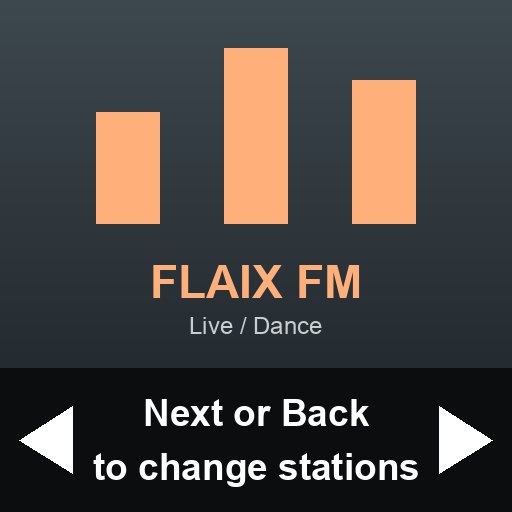 FLAIX FM
Live / Dance
Next or Back
to change stations